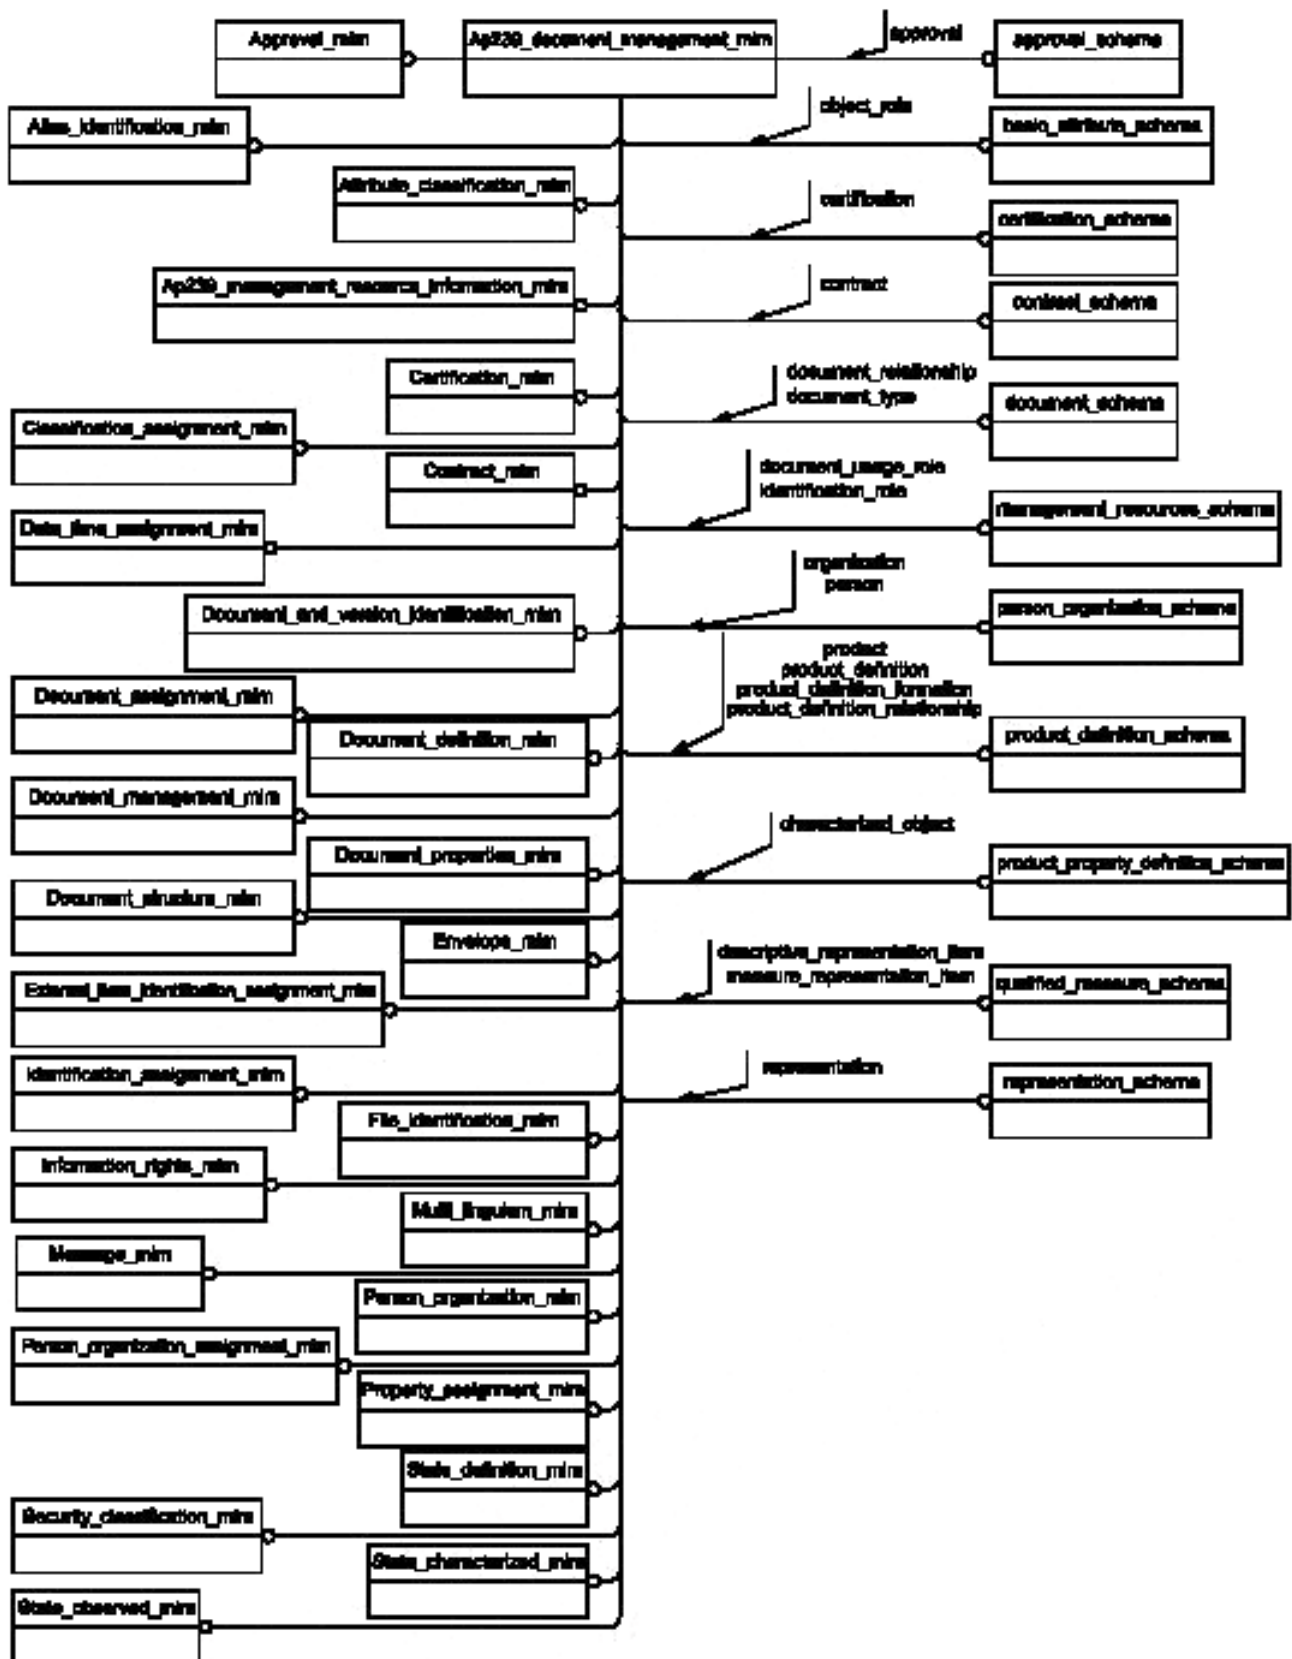 Approval_mim
Ap239_document_management_mim
approval
approval_schema
Alias_identification_mim
object_role
basic_attribute_schema
Attribute_classification_mim
certification
certification_schema
Ap239_management_resource_information_mim
contract
contract_schema
Certification_mim
document_relationship
document_type
document_schema
Classification_assignment_mim
Contract_mim
document_usage_role
identification_role
management_resources_schema
Date_time_assignment_mim
organization
person
person_organization_schema
Document_and_version_identification_mim
product
product_definition
product_definition_formation
product_definition_relationship
product_definition_schema
Document_assignment_mim
Document_definition_mim
Document_management_mim
characterized_object
product_property_definition_schema
Document_properties_mim
Document_structure_mim
Envelope_mim
descriptive_representation_item
measure_representation_item
qualified_measure_schema
External_item_identification_assignment_mim
Identification_assignment_mim
representation
representation_schema
File_identification_mim
Information_rights_mim
Multi_linguism_mim
Message_mim
Person_organization_mim
Person_organization_assignment_mim
Property_assignment_mim
State_definition_mim
Security_classification_mim
State_characterized_mim
State_observed_mim